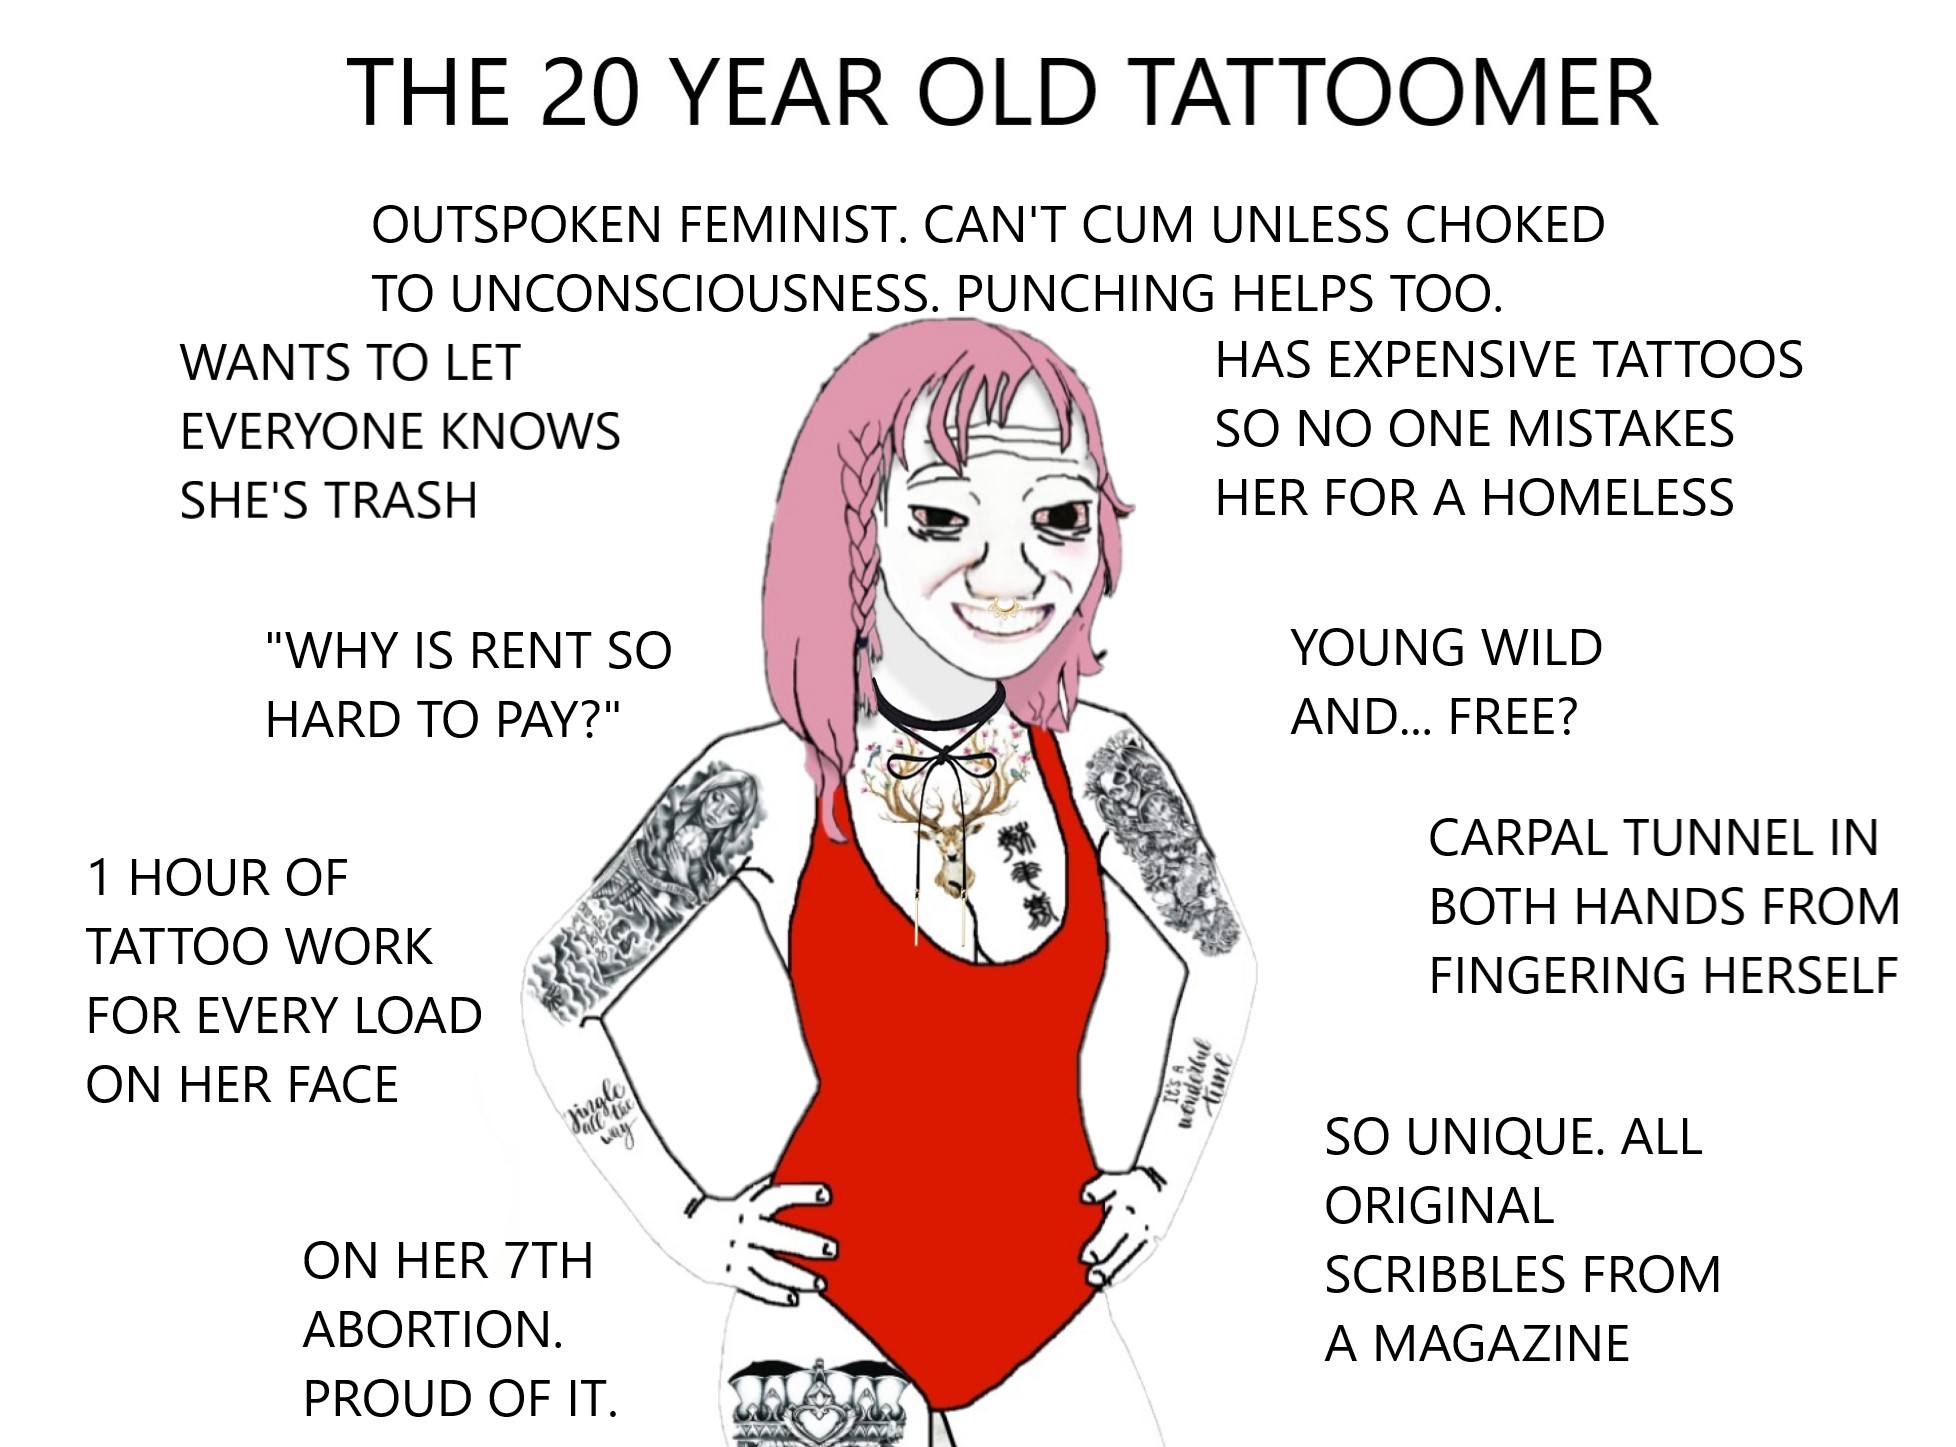 THE 20 YEAR OLD TATTOOMER
OUTSPOKEN FEMINIST. CAN'T CUM UNLESS CHOKED
TO UNCONSCIOUSNESS. PUNCHING HELPS TOO.
WANTS TO LET
EVERYONE KNOWS
SHE'S TRASH
HAS EXPENSIVE TATTOOS
SO NO ONE MISTAKES
HER FOR A HOMELESS
"WHY IS RENT SO
HARD TO PAY?"
YOUNG WILD
AND... FREE?
1 HOUR OF
TATTOO WORK
FOR EVERY LOAD
ON HER FACE
CARPAL TUNNEL IN
BOTH HANDS FROM
FINGERING HERSELF
jingle
all the
way
IT'S A
wonderful
time
ON HER 7TH
ABORTION.
PROUD OF IT.
SO UNIQUE. ALL
ORIGINAL
SCRIBBLES FROM
A MAGAZINE